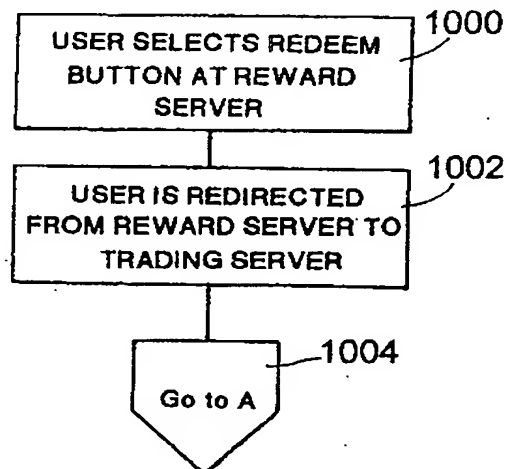 1000
USER SELECTS REDEEM
BUTTON AT REWARD
SERVER
1002
USER IS REDIRECTED
FROM REWARD SERVER TO
TRADING SERVER
1004
Go to A